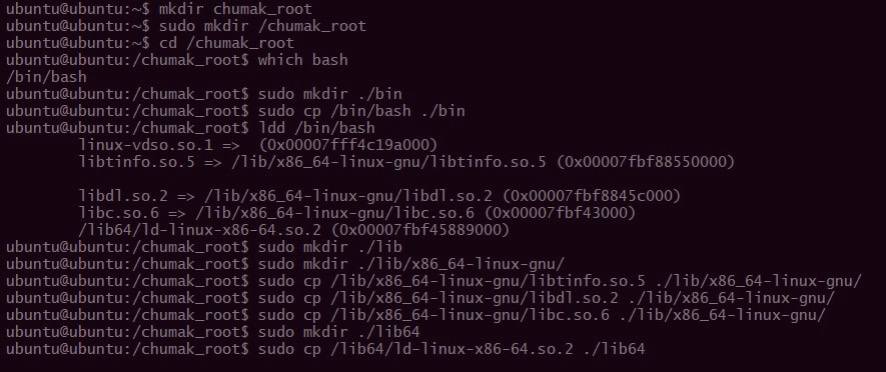 ubuntu@ubuntu:~$ mkdir chumak_root
ubuntu@ubuntu:~$ sudo mkdir /chumak_root
ubuntu@ubuntu:~$ cd /chumak_root
ubuntu@ubuntu:/chumak_root$ which bash
/bin/bash
ubuntu@ubuntu:/chumak_root$ sudo mkdir ./bin
ubuntu@ubuntu:/chumak_root$ sudo cp /bin/bash ./bin
ubuntu@ubuntu:/chumak_root$ ldd /bin/bash
linux-vdso.so.1 => (0x00007fff4c19a000)
libtinfo.so.5 => /lib/x86_64-linux-gnu/libtinfo.so.5 (0x00007fbf88550000)
libdl.so.2 => /lib/x86_64-linux-gnu/libdl.so.2 (0x00007fbf8845c000)
libc.so.6 => /lib/x86_64-linux-gnu/libc.so.6 (0x00007fbf43000)
/lib64/ld-linux-x86-64.so.2 (0x00007fbf45889000)
ubuntu@ubuntu:/chumak_root$ sudo mkdir ./lib
ubuntu@ubuntu:/chumak_root$ sudo mkdir ./lib/x86_64-linux-gnu/
ubuntu@ubuntu:/chumak_root$ sudo cp /lib/x86_64-linux-gnu/libtinfo.so.5 ./lib/x86_64-linux-gnu/
ubuntu@ubuntu:/chumak_root$ sudo cp /lib/x86_64-linux-gnu/libdl.so.2 ./lib/x86_64-linux-gnu/
ubuntu@ubuntu:/chumak_root$ sudo cp /lib/x86_64-linux-gnu/libc.so.6 ./lib/x86_64-linux-gnu/
ubuntu@ubuntu:/chumak_root$ sudo mkdir ./lib64
ubuntu@ubuntu:/chumak_root$ sudo cp /lib64/ld-linux-x86-64.so.2 ./lib64